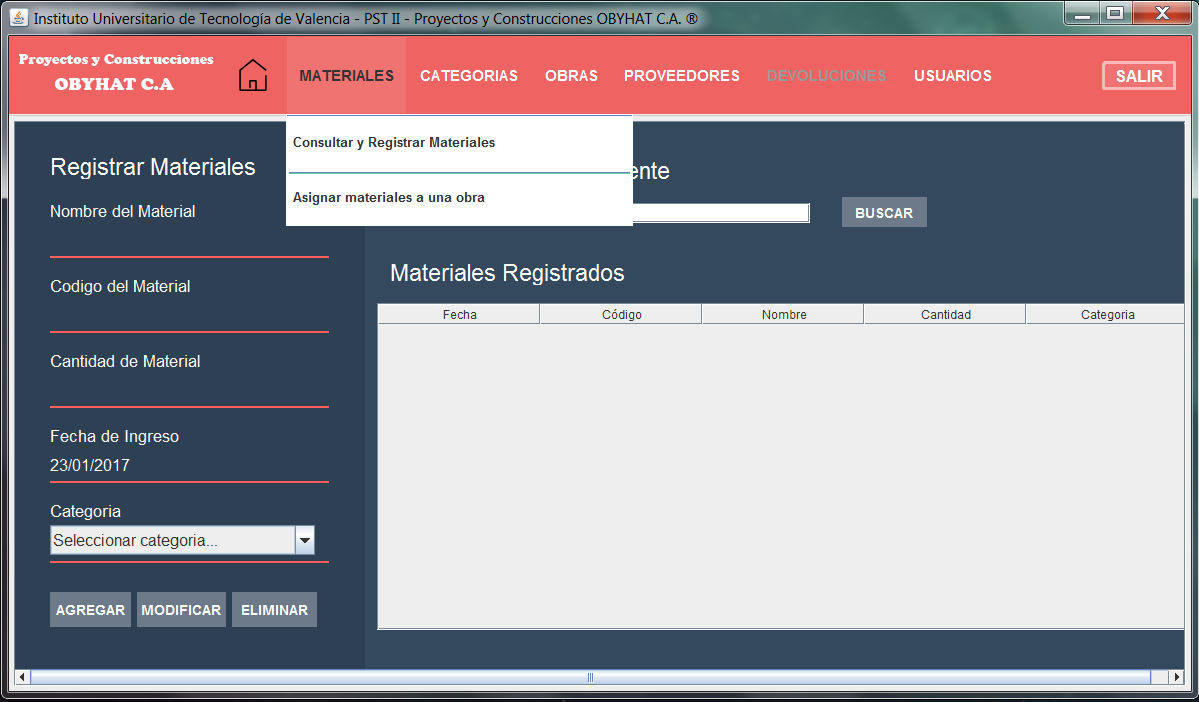 Instituto Universitario de Tecnología de Valencia - PST II - Proyectos y Construcciones OBYHAT C.A. ®
Proyectos y Construcciones
OBYHAT C.A
MATERIALES
CATEGORIAS
OBRAS
PROVEEDORES
DEVOLUCIONES
USUARIOS
SALIR
Consultar y Registrar Materiales
Asignar materiales a una obra
Registrar Materiales
Nombre del Material
Codigo del Material
Cantidad de Material
Fecha de Ingreso
23/01/2017
Categoria
Seleccionar categoria...
AGREGAR
MODIFICAR
ELIMINAR
BUSCAR
Materiales Registrados
Fecha
Código
Nombre
Cantidad
Categoria